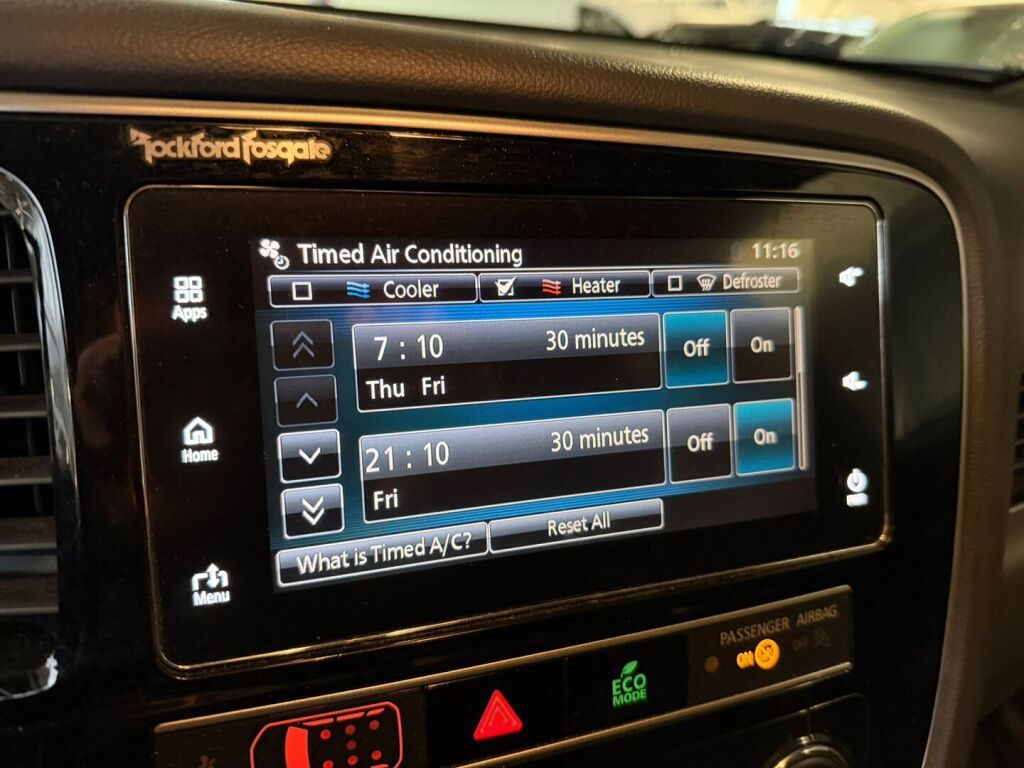 Rockford Fosgate
Timed Air Conditioning 11:16
Cooler Heater Defroster
Apps
7 : 10 30 minutes Off On
Thu Fri
Home
21 : 10 30 minutes Off On
Fri
What is Timed A/C? Reset All
Menu
PASSENGER AIRBAG
ON OFF
ECO
MODE